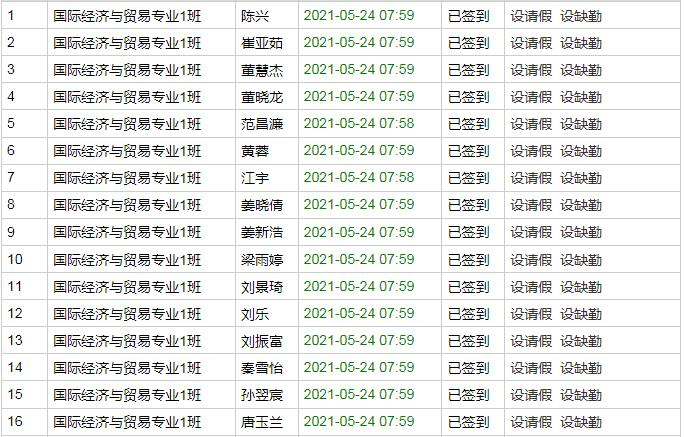 1 国际经济与贸易专业1班 陈兴 2021-05-24 07:59 已签到 设请假 设缺勤
2 国际经济与贸易专业1班 崔亚茹 2021-05-24 07:59 已签到 设请假 设缺勤
3 国际经济与贸易专业1班 董慧杰 2021-05-24 07:59 已签到 设请假 设缺勤
4 国际经济与贸易专业1班 董晓龙 2021-05-24 07:59 已签到 设请假 设缺勤
5 国际经济与贸易专业1班 范昌濂 2021-05-24 07:58 已签到 设请假 设缺勤
6 国际经济与贸易专业1班 黄蓉 2021-05-24 07:59 已签到 设请假 设缺勤
7 国际经济与贸易专业1班 江宇 2021-05-24 07:58 已签到 设请假 设缺勤
8 国际经济与贸易专业1班 姜晓倩 2021-05-24 07:59 已签到 设请假 设缺勤
9 国际经济与贸易专业1班 姜新浩 2021-05-24 07:59 已签到 设请假 设缺勤
10 国际经济与贸易专业1班 梁雨婷 2021-05-24 07:59 已签到 设请假 设缺勤
11 国际经济与贸易专业1班 刘景琦 2021-05-24 07:59 已签到 设请假 设缺勤
12 国际经济与贸易专业1班 刘乐 2021-05-24 07:59 已签到 设请假 设缺勤
13 国际经济与贸易专业1班 刘振富 2021-05-24 07:59 已签到 设请假 设缺勤
14 国际经济与贸易专业1班 秦雪怡 2021-05-24 07:59 已签到 设请假 设缺勤
15 国际经济与贸易专业1班 孙翌宸 2021-05-24 07:59 已签到 设请假 设缺勤
16 国际经济与贸易专业1班 唐玉兰 2021-05-24 07:59 已签到 设请假 设缺勤